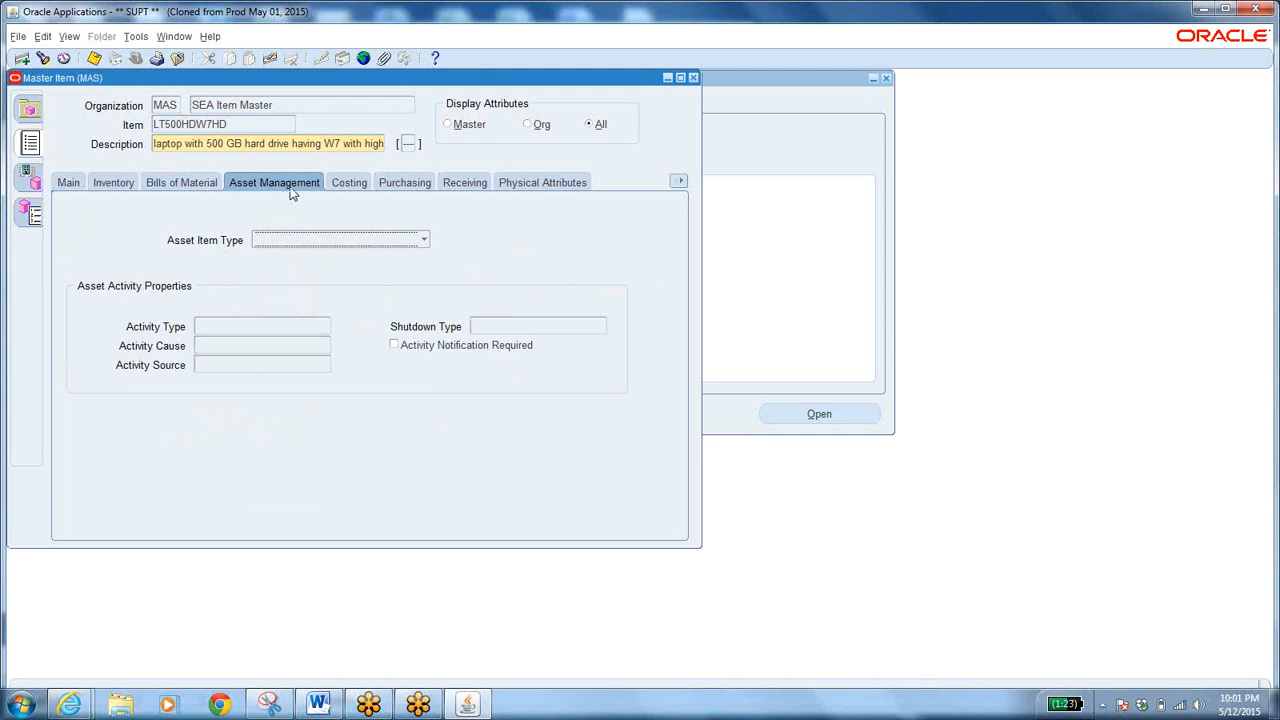 Oracle Applications - ** SUPT ** (Cloned from Prod May 01, 2015)
File Edit View Folder Tools Window Help
ORACLE
Master Item (MAS)
Organization MAS SEA Item Master
Display Attributes
Item LT500HDW7HD
Master Org All
Description laptop with 500 GB hard drive having W7 with high [ ---- ]
Main Inventory Bills of Material Asset Management Costing Purchasing Receiving Physical Attributes
Asset Item Type
Asset Activity Properties
Activity Type
Shutdown Type
Activity Cause
Activity Notification Required
Activity Source
Open
(1:23)
10:01 PM
5/12/2015